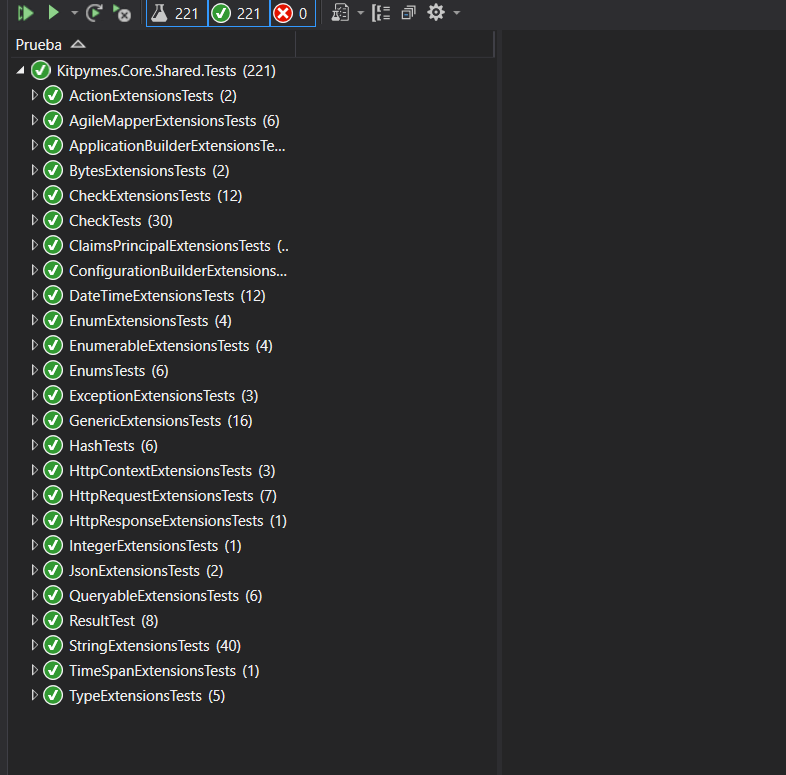 221 221 0
Prueba
Kitpymes.Core.Shared.Tests (221)
ActionExtensionsTests (2)
AgileMapperExtensionsTests (6)
ApplicationBuilderExtensionsTe...
BytesExtensionsTests (2)
CheckExtensionsTests (12)
CheckTests (30)
ClaimsPrincipalExtensionsTests (..
ConfigurationBuilderExtensions...
DateTimeExtensionsTests (12)
EnumExtensionsTests (4)
EnumerableExtensionsTests (4)
EnumsTests (6)
ExceptionExtensionsTests (3)
GenericExtensionsTests (16)
HashTests (6)
HttpContextExtensionsTests (3)
HttpRequestExtensionsTests (7)
HttpResponseExtensionsTests (1)
IntegerExtensionsTests (1)
JsonExtensionsTests (2)
QueryableExtensionsTests (6)
ResultTest (8)
StringExtensionsTests (40)
TimeSpanExtensionsTests (1)
TypeExtensionsTests (5)